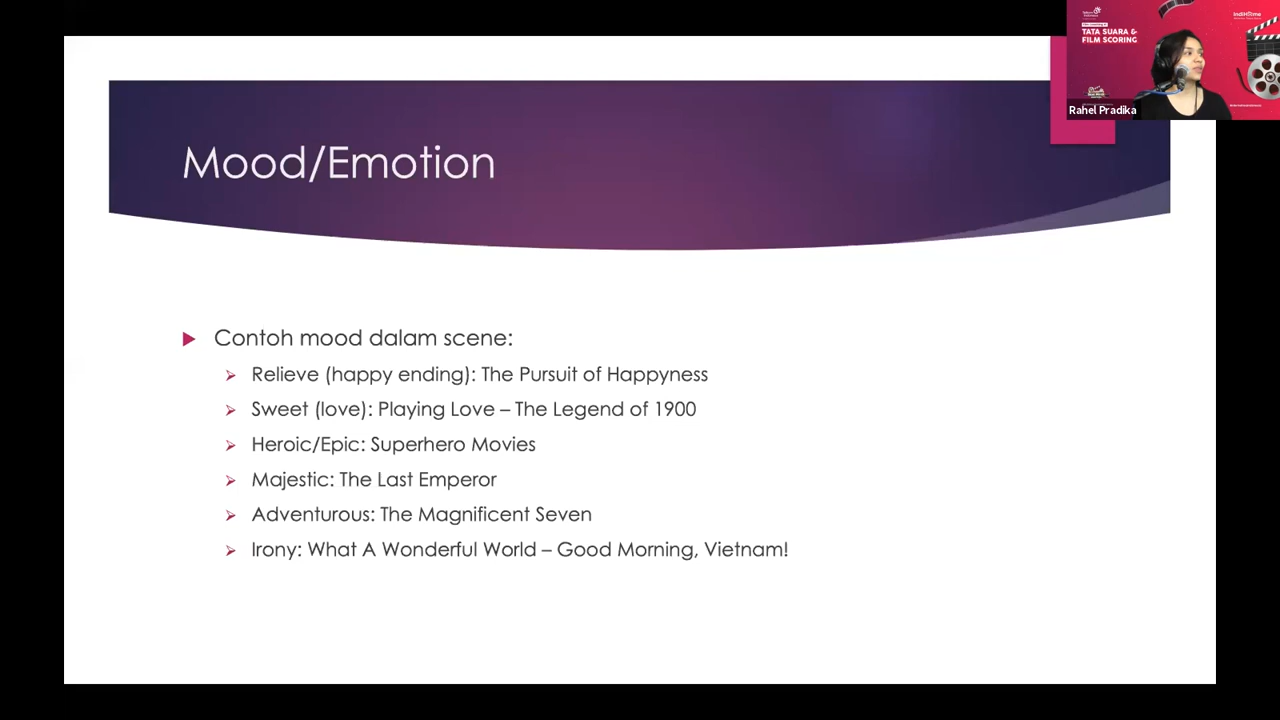 Mood/Emotion
Contoh mood dalam scene:
Relieve (happy ending): The Pursuit of Happyness
Sweet (love): Playing Love – The Legend of 1900
Heroic/Epic: Superhero Movies
Majestic: The Last Emperor
Adventurous: The Magnificent Seven
Irony: What A Wonderful World – Good Morning, Vietnam!
IndiHome
TATA SUARA &
FILM SCORING
Rahel Pradika